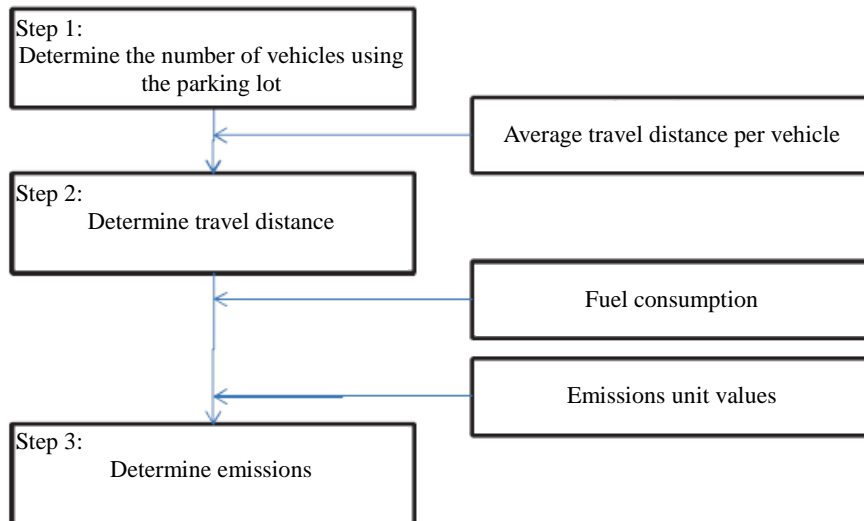 Step 1:
Determine the number of vehicles using
the parking lot
Average travel distance per vehicle
Step 2:
Determine travel distance
Fuel consumption
Emissions unit values
Step 3:
Determine emissions